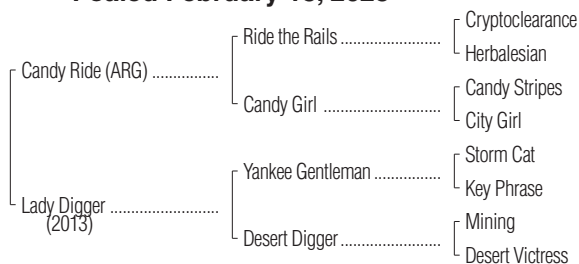 Foaled February
Cryptoclearance
Ride the Rails ........................
Herbalesian
Candy Ride (ARG) ................
Candy Stripes
Candy Girl ............................
City Girl
Storm Cat
Yankee Gentleman ................
Key Phrase
Lady Digger ..........................
(2013)
Mining
Desert Digger ........................
Desert Victress